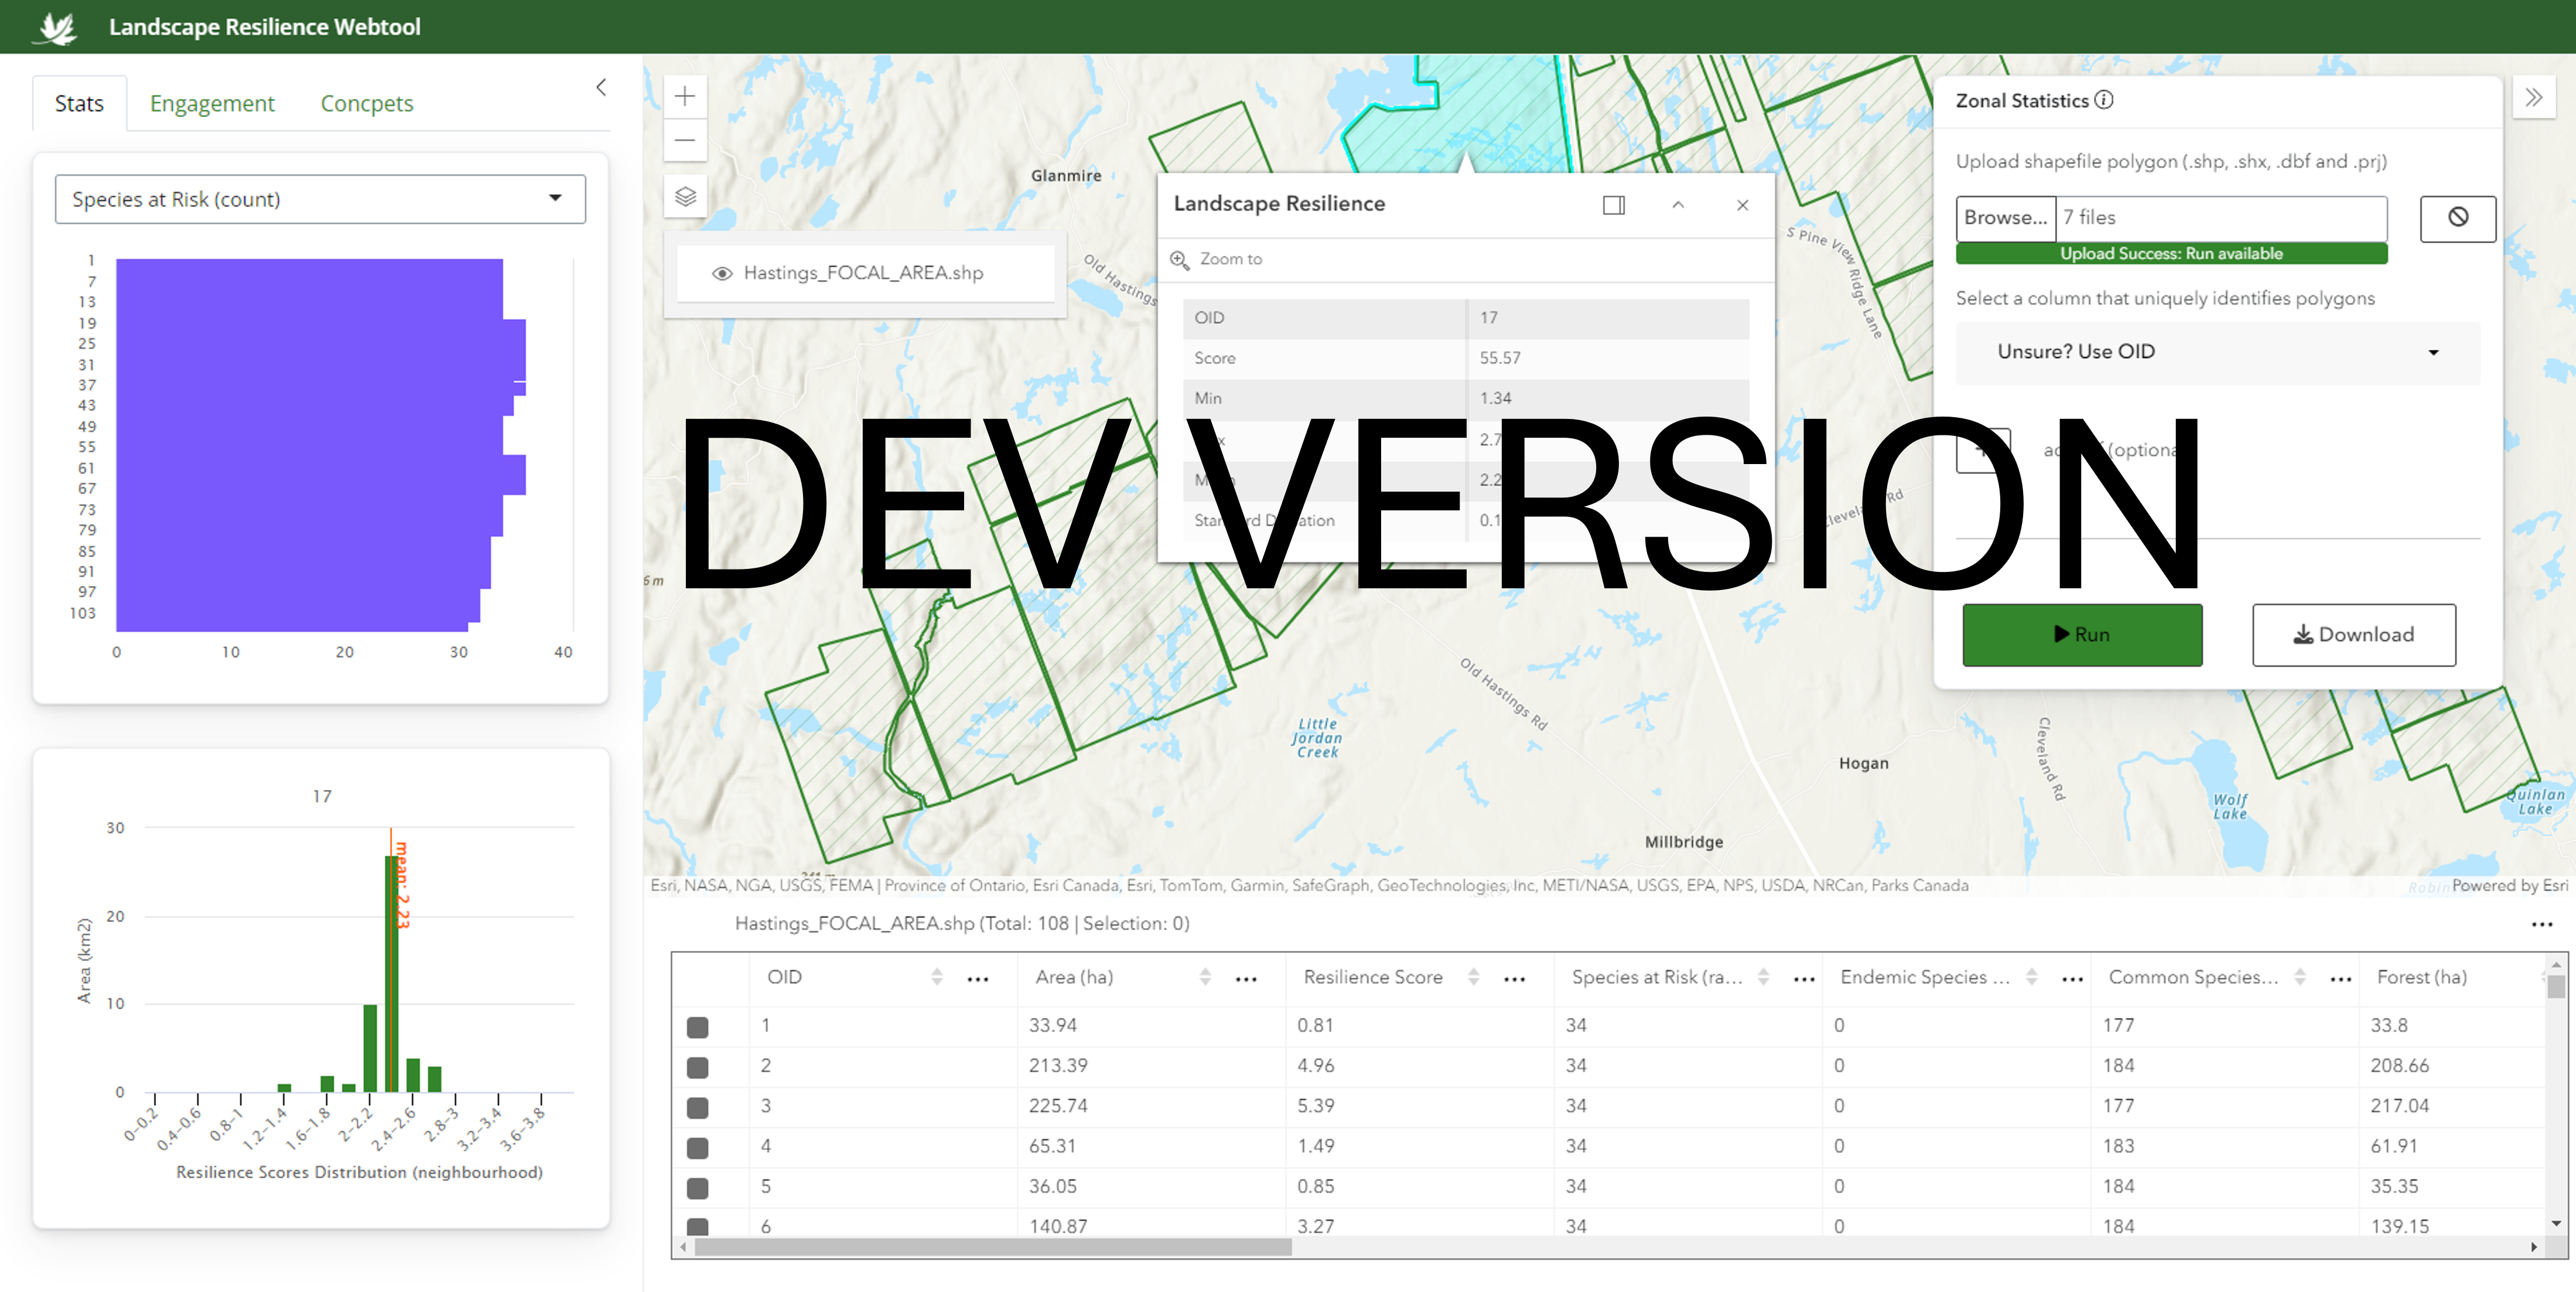 Landscape Resilience Webtool
Stats Engagement Concpets
Species at Risk (count)
1
7
13
19
25
31
37
43
49
55
61
67
73
79
85
91
97
103
0 10 20 30 40
17
30
20
10
0
Area (km2)
mean: 2.23
0–0.2 0.4–0.6 0.8–1 1.2–1.4 1.6–1.8 2–2.2 2.4–2.6 2.8–3 3.2–3.4 3.6–3.8
Resilience Scores Distribution (neighbourhood)
Hastings_FOCAL_AREA.shp
Glanmire
Old Hastings
S Pine View Ridge Lane
Landscape Resilience
Zoom to
OID 17
Score 55.57
Min 1.34
2.7
2.2
0.1
DEV VERSION
Zonal Statistics
Upload shapefile polygon (.shp, .shx, .dbf and .prj)
Browse... 7 files
Upload Success: Run available
Select a column that uniquely identifies polygons
Unsure? Use OID
Run
Download
6 m
Old Hastings Rd
Little
Jordan
Creek
Rd
Cleveland Rd
Hogan
Millbridge
Wolf
Lake
Quinlan
Lake
Esri, NASA, NGA, USGS, FEMA | Province of Ontario, Esri Canada, Esri, TomTom, Garmin, SafeGraph, GeoTechnologies, Inc, METI/NASA, USGS, EPA, NPS, USDA, NRCan, Parks Canada
Powered by Esri
Hastings_FOCAL_AREA.shp (Total: 108 | Selection: 0)
OID Area (ha) Resilience Score Species at Risk (ra... Endemic Species ... Common Species... Forest (ha)
1 33.94 0.81 34 0 177 33.8
2 213.39 4.96 34 0 184 208.66
3 225.74 5.39 34 0 177 217.04
4 65.31 1.49 34 0 183 61.91
5 36.05 0.85 34 0 184 35.35
6 140.87 3.27 34 0 184 139.15